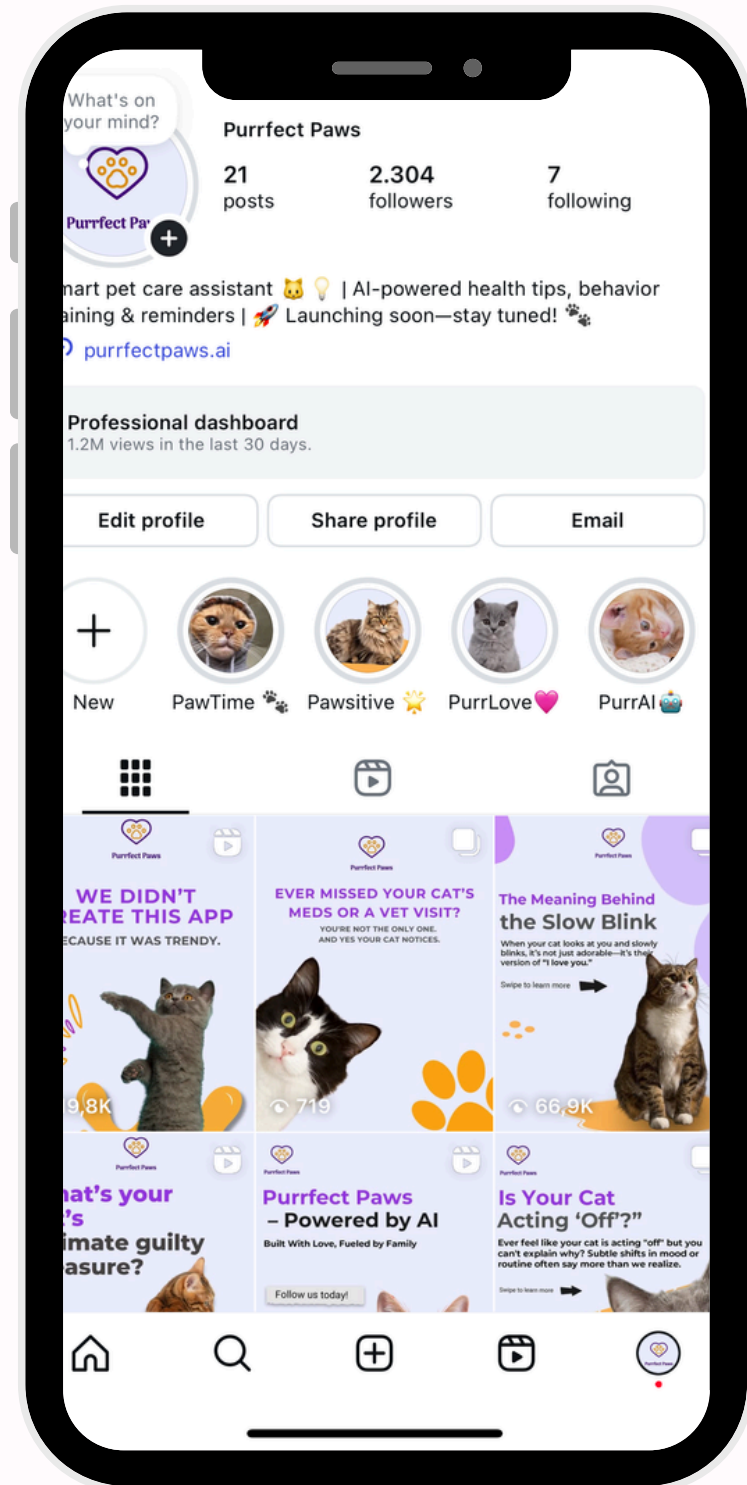 What's on
your mind?
Purrfect Pa
Purrfect Paws
21
posts
2.304
followers
7
following
mart pet care assistant 🐱 💡 | AI-powered health tips, behavior
aining & reminders | 🚀 Launching soon—stay tuned! 🐾
purrfectpaws.ai
Professional dashboard
1.2M views in the last 30 days.
Edit profile
Share profile
Email
New
PawTime 🐾
Pawsitive 🌟
PurrLove🩷
PurrAI🤖
Purrfect Paws
WE DIDN'T
REATE THIS APP
ECAUSE IT WAS TRENDY.
9,8K
Purrfect Paws
EVER MISSED YOUR CAT'S
MEDS OR A VET VISIT?
YOU'RE NOT THE ONLY ONE.
AND YES YOUR CAT NOTICES.
719
Purrfect Paws
The Meaning Behind
the Slow Blink
When your cat looks at you and slowly
blinks, it's not just adorable—it's their
version of "I love you."
Swipe to learn more
66,9K
Purrfect Paws
hat's your
's
imate guilty
asure?
Purrfect Paws
Purrfect Paws
– Powered by AI
Built With Love, Fueled by Family
Follow us today!
Purrfect Paws
Is Your Cat
Acting 'Off'?"
Ever feel like your cat is acting "off" but you
can't explain why? Subtle shifts in mood or
routine often say more than we realize.
Swipe to learn more
Purrfect Paws